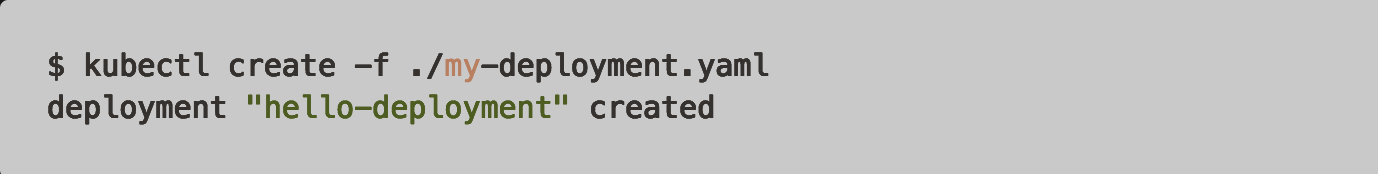 $ kubectl create -f ./my-deployment.yaml
deployment "hello-deployment" created